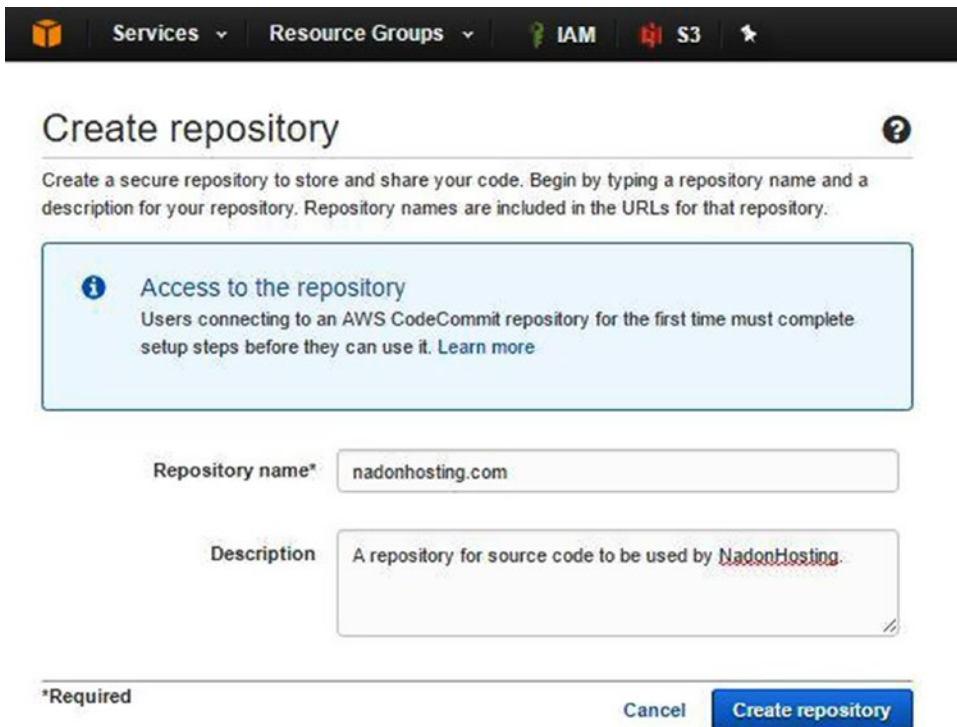 Services Resource Groups IAM S3
Create repository
Create a secure repository to store and share your code. Begin by typing a repository name and a
description for your repository. Repository names are included in the URLs for that repository.
Access to the repository
Users connecting to an AWS CodeCommit repository for the first time must complete
setup steps before they can use it. Learn more
Repository name* nadonhosting.com
Description A repository for source code to be used by NadonHosting.
*Required
Cancel Create repository